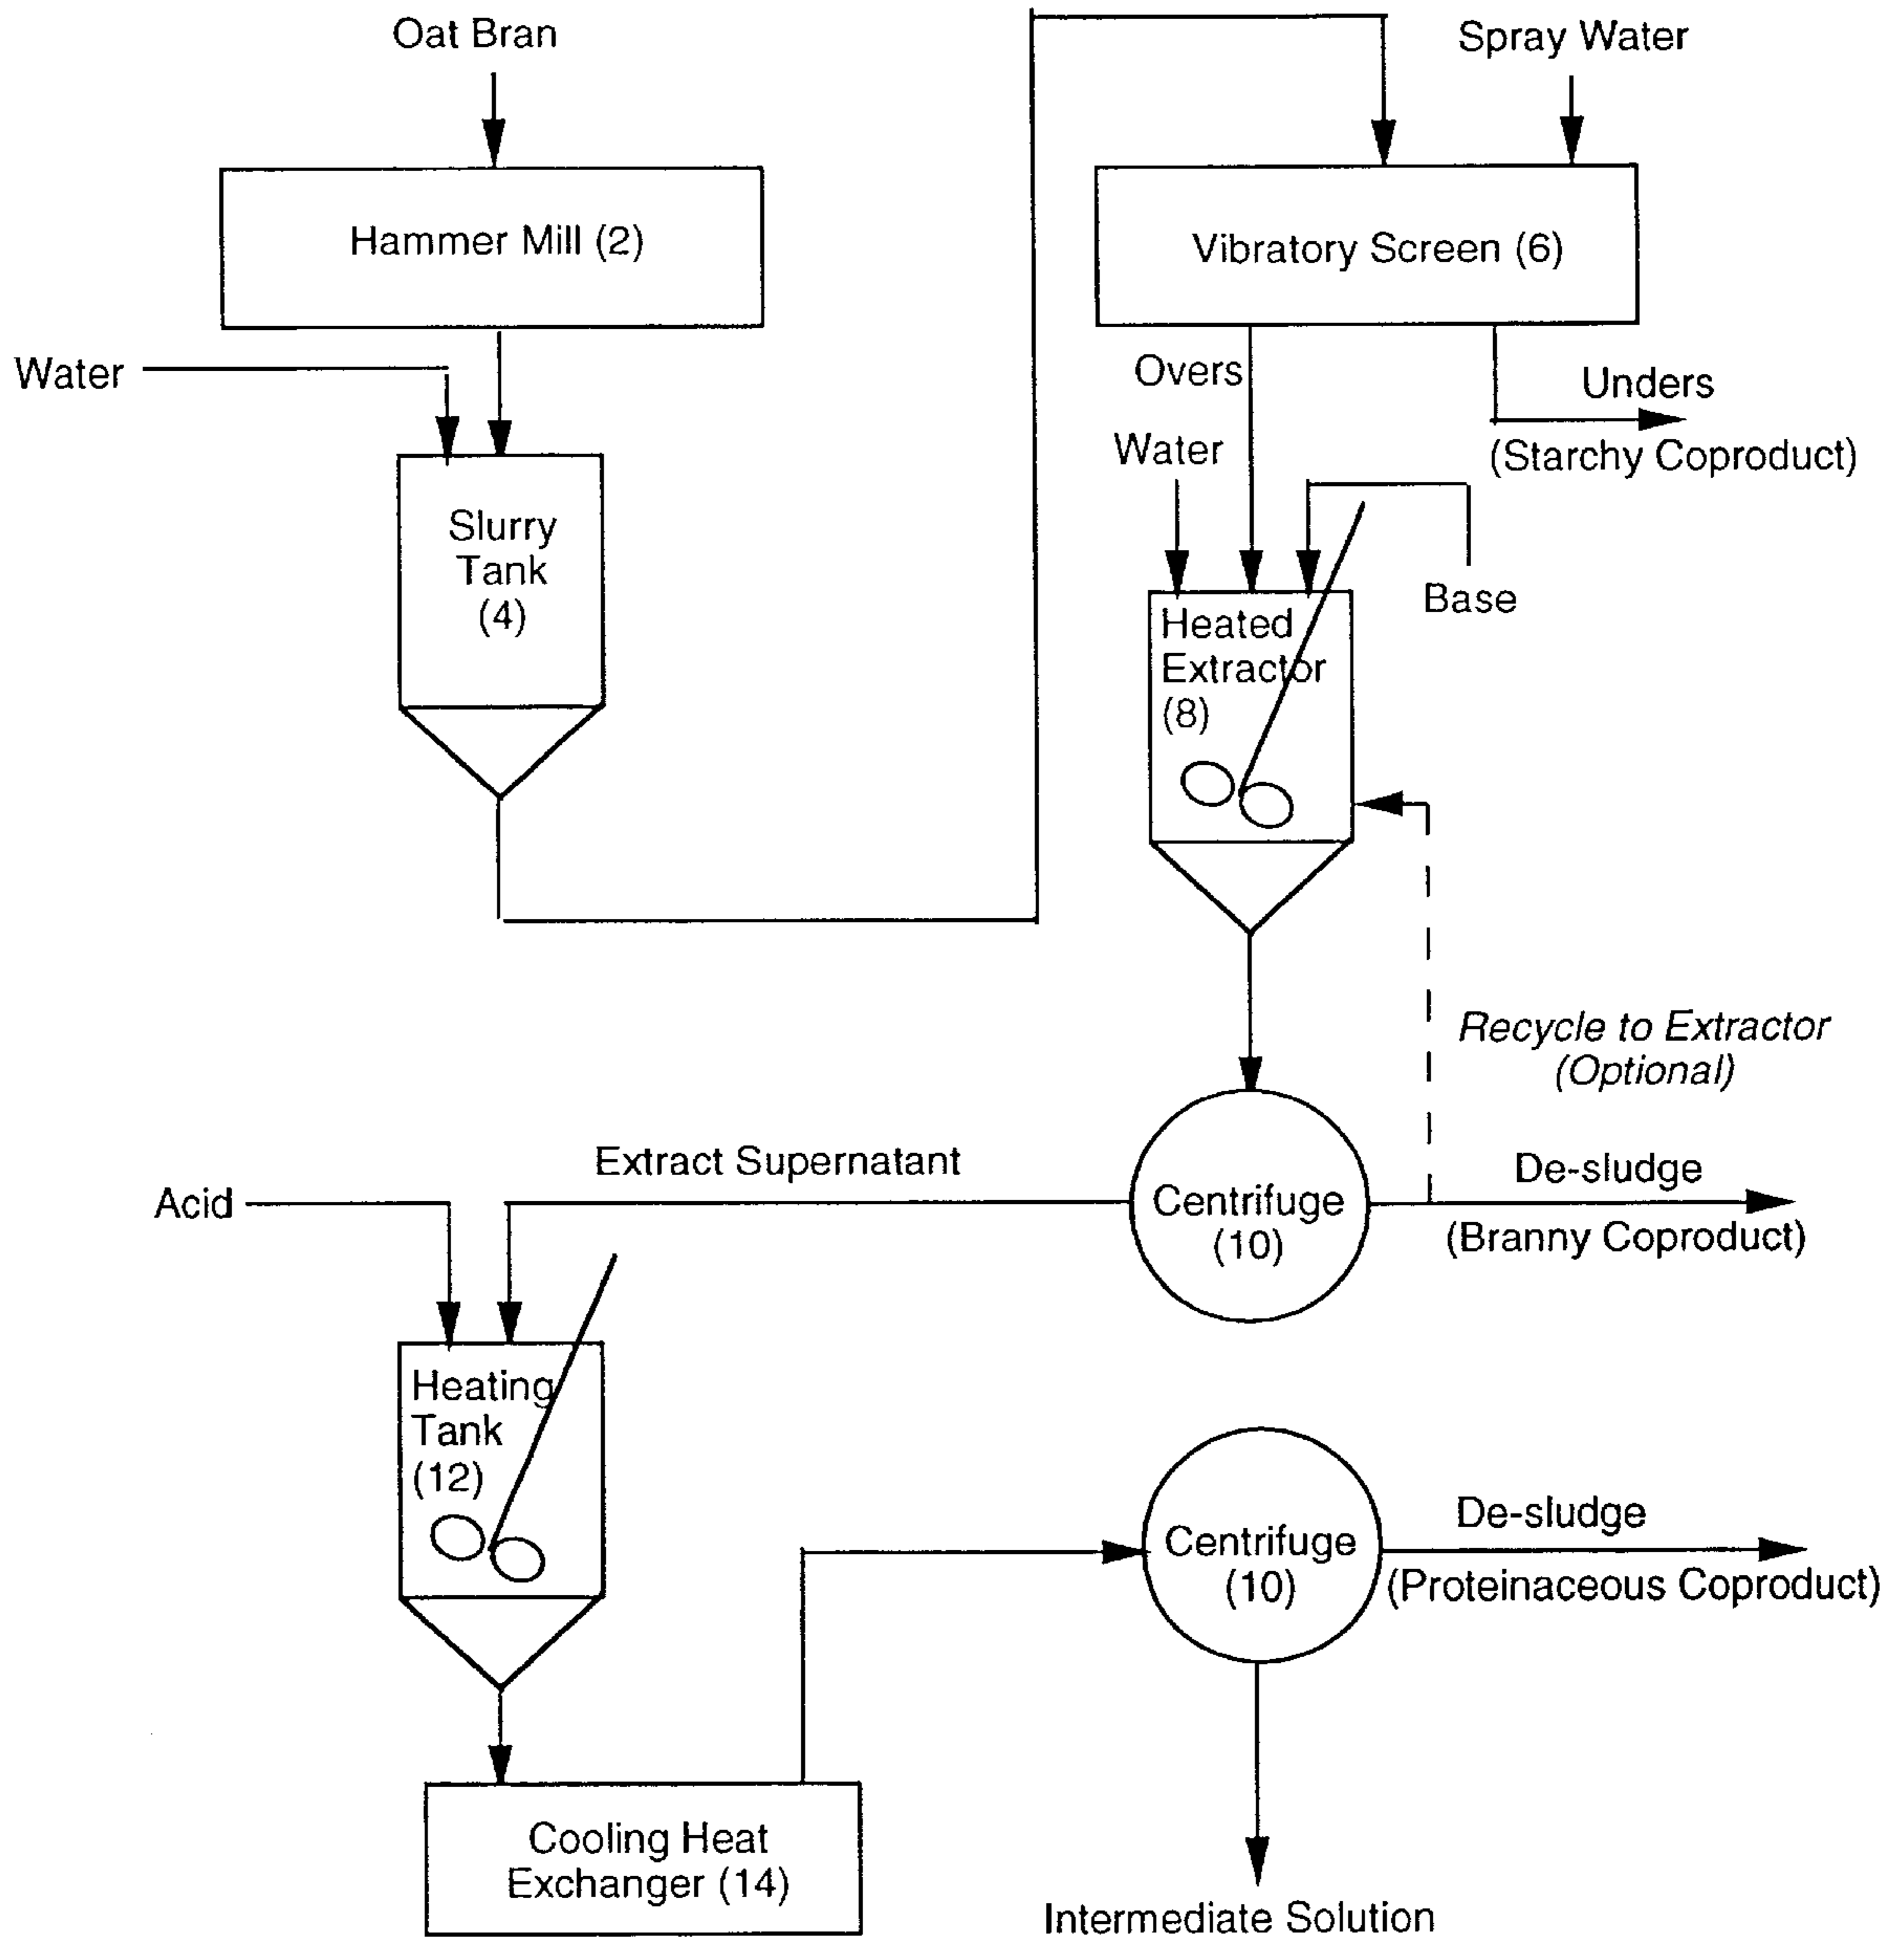 Oat Bran
Spray Water
Hammer Mill (2)
Vibratory Screen (6)
Water
Overs
Unders
(Starchy Coproduct)
Water
Slurry
Tank
(4)
Base
Heated
Extractor
(8)
Recycle to Extractor
(Optional)
Extract Supernatant
De-sludge
Acid
Centrifuge
(10)
(Branny Coproduct)
Heating
Tank
(12)
De-sludge
Centrifuge
(10)
(Proteinaceous Coproduct)
Cooling Heat
Exchanger (14)
Intermediate Solution